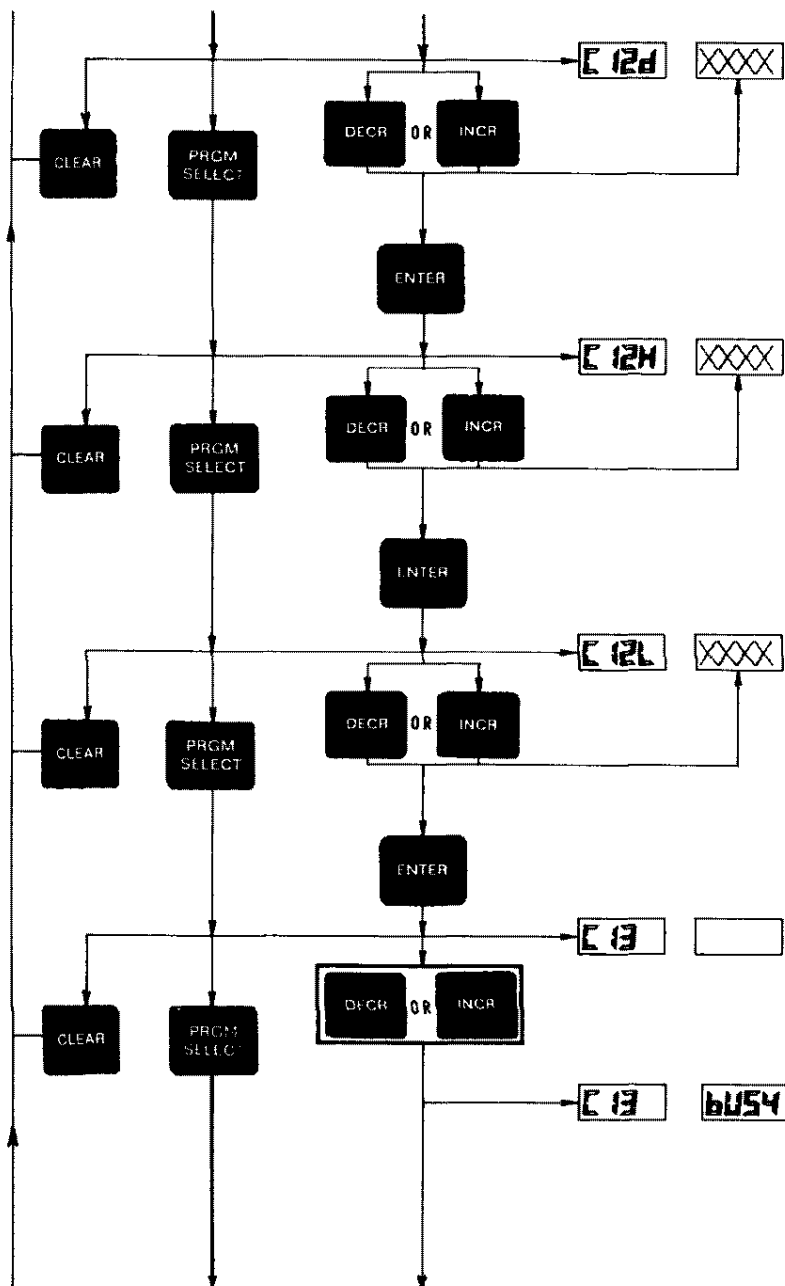 C 12d XXXX
DECR OR INCR
CLEAR
PRGM
SELECT
ENTER
C 12H XXXX
DECR OR INCR
CLEAR
PRGM
SELECT
ENTER
C 12L XXXX
DECR OR INCR
CLEAR
PRGM
SELECT
ENTER
C 13
DECR OR INCR
CLEAR
PRGM
SELECT
C 13 bUSY